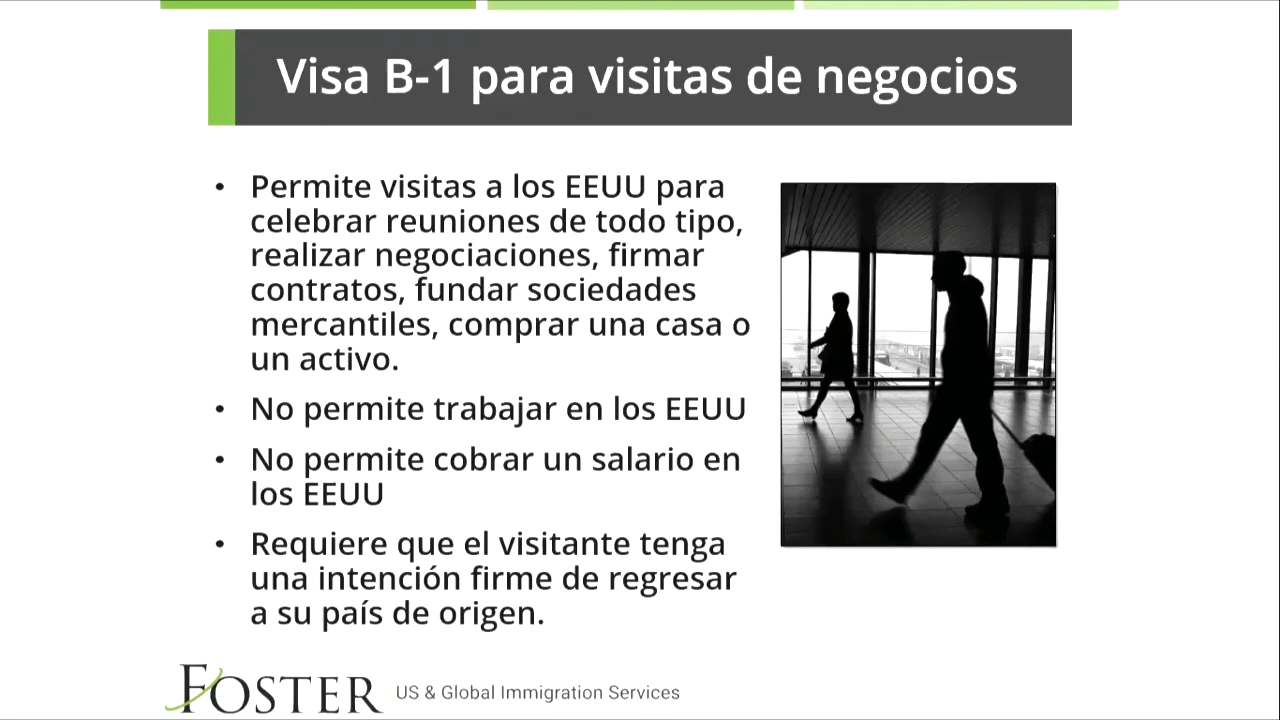 Visa B-1 para visitas de negocios
• Permite visitas a los EEUU para
celebrar reuniones de todo tipo,
realizar negociaciones, firmar
contratos, fundar sociedades
mercantiles, comprar una casa o
un activo.
• No permite trabajar en los EEUU
• No permite cobrar un salario en
los EEUU
• Requiere que el visitante tenga
una intención firme de regresar
a su país de origen.
FOSTER US & Global Immigration Services